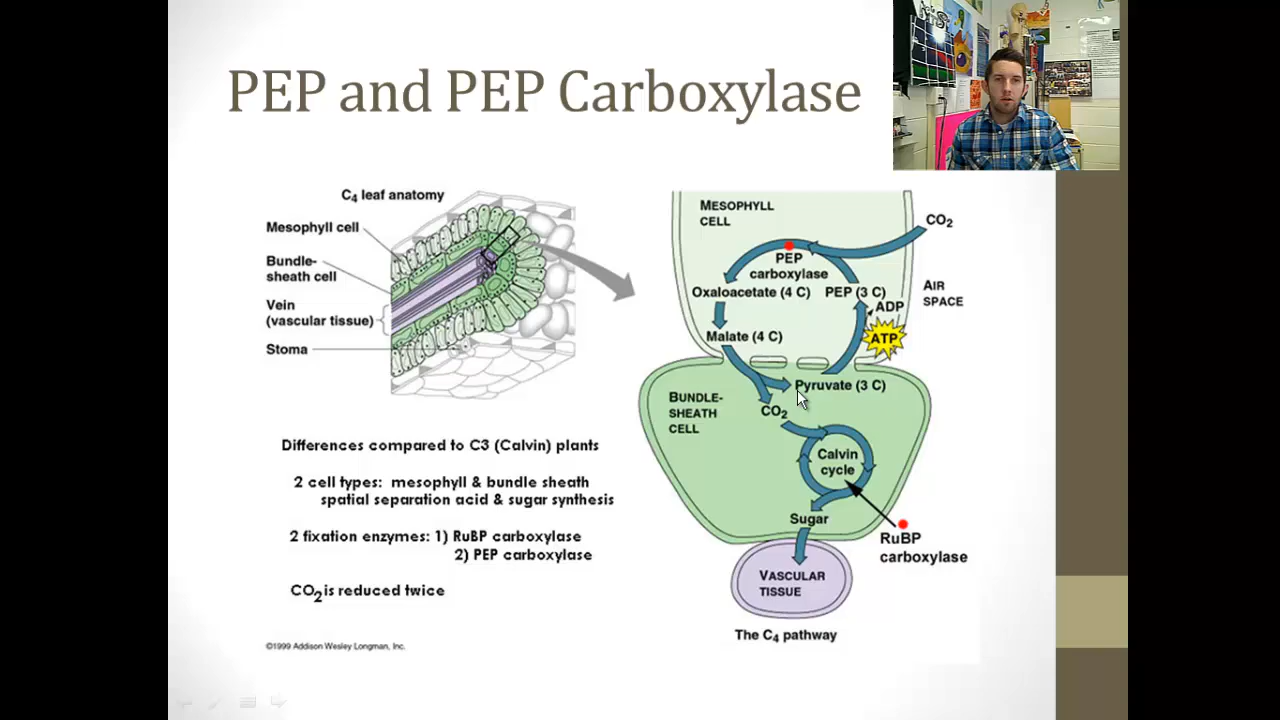 PEP and PEP Carboxylase
C4 leaf anatomy
Mesophyll cell
Bundle-
sheath cell
Vein
(vascular tissue)
Stoma
MESOPHYLL
CELL
CO2
PEP
carboxylase
Oxaloacetate (4 C)
PEP (3 C)
AIR
SPACE
ADP
Malate (4 C)
ATP
Pyruvate (3 C)
BUNDLE-
SHEATH
CELL
CO2
Calvin
cycle
Sugar
RuBP
carboxylase
VASCULAR
TISSUE
The C4 pathway
Differences compared to C3 (Calvin) plants
2 cell types: mesophyll & bundle sheath
spatial separation acid & sugar synthesis
2 fixation enzymes: 1) RuBP carboxylase
2) PEP carboxylase
CO2 is reduced twice
©1999 Addison Wesley Longman, Inc.